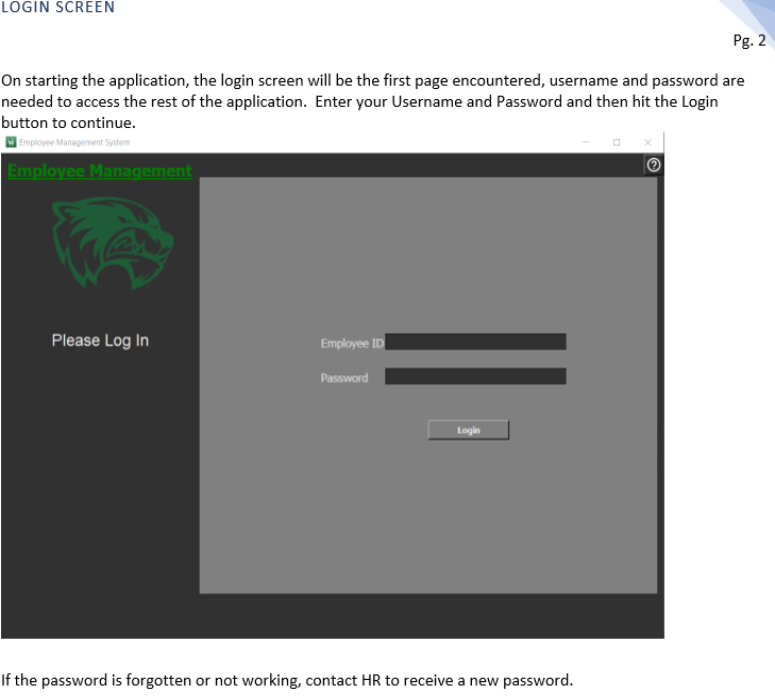 LOGIN SCREEN
Pg. 2
On starting the application, the login screen will be the first page encountered, username and password are
needed to access the rest of the application.  Enter your Username and Password and then hit the Login
button to continue.
Employee Management System
Employee Management
?
Please Log In
Employee ID
Password
Login
If the password is forgotten or not working, contact HR to receive a new password.